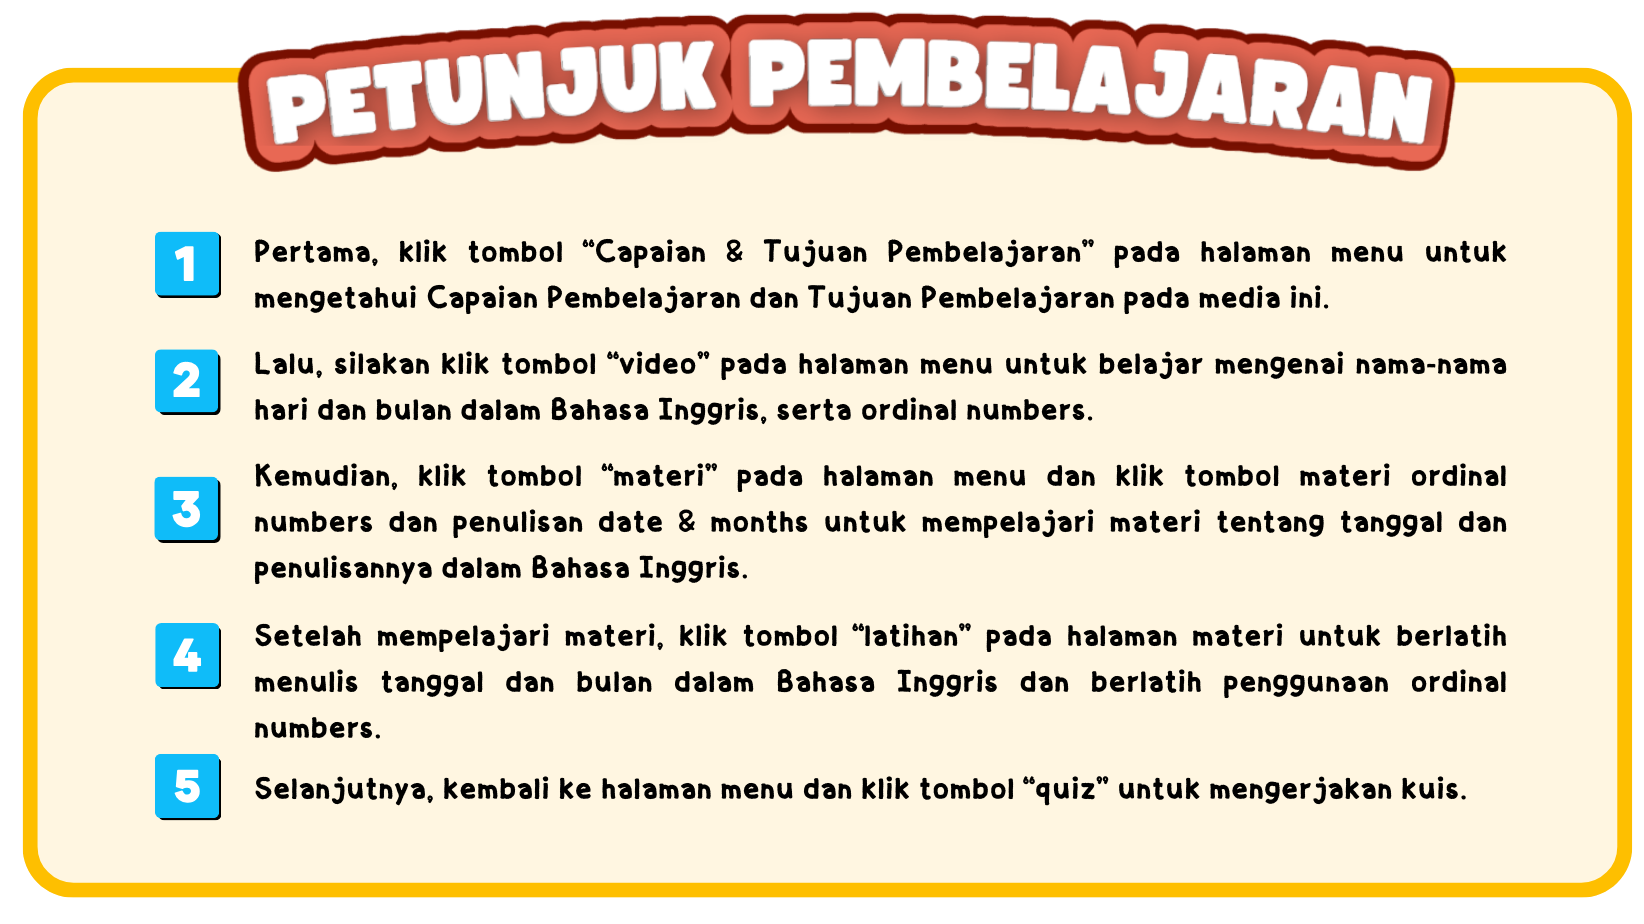 PETUNJUK PEMBELAJARAN
1
Pertama, klik tombol “Capaian & Tujuan Pembelajaran” pada halaman menu untuk
mengetahui Capaian Pembelajaran dan Tujuan Pembelajaran pada media ini.
2
Lalu, silakan klik tombol “video” pada halaman menu untuk belajar mengenai nama-nama
hari dan bulan dalam Bahasa Inggris, serta ordinal numbers.
3
Kemudian, klik tombol “materi” pada halaman menu dan klik tombol materi ordinal
numbers dan penulisan date & months untuk mempelajari materi tentang tanggal dan
penulisannya dalam Bahasa Inggris.
4
Setelah mempelajari materi, klik tombol “latihan” pada halaman materi untuk berlatih
menulis tanggal dan bulan dalam Bahasa Inggris dan berlatih penggunaan ordinal
numbers.
5
Selanjutnya, kembali ke halaman menu dan klik tombol “quiz” untuk mengerjakan kuis.